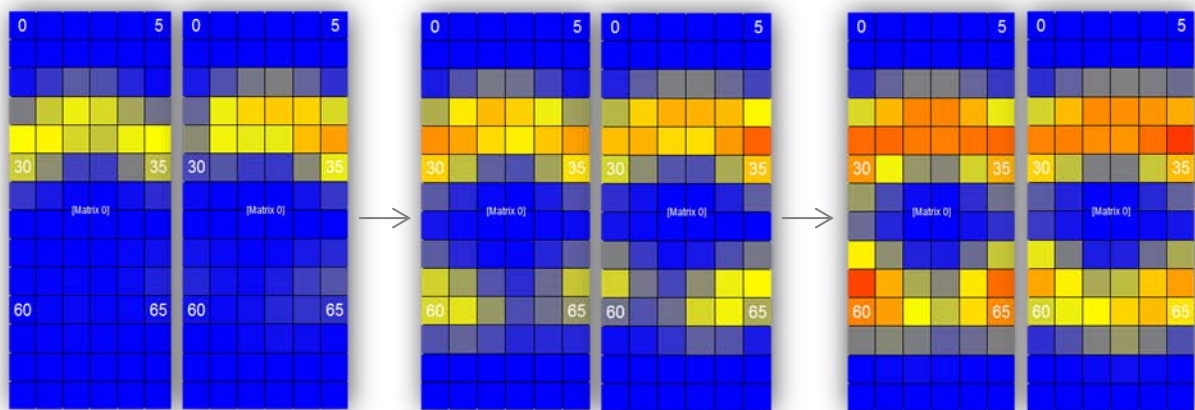 0 5 0 5 0 5 0 5 0 5 0 5
30 35 30 35 30 35 30 35 30 35 30 35
[Matrix 0] [Matrix 0] [Matrix 0] [Matrix 0] [Matrix 0] [Matrix 0]
60 65 60 65 60 65 60 65 60 65 60 65